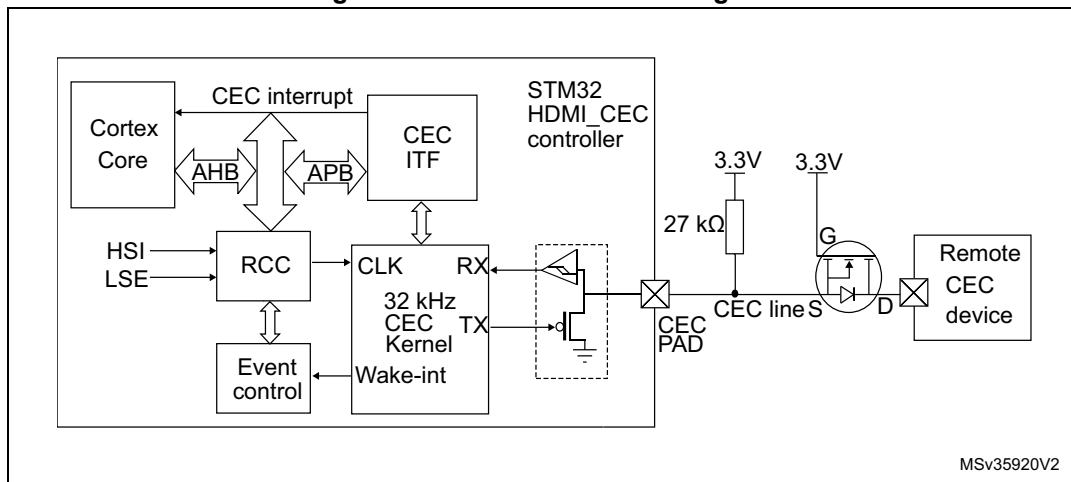 Cortex
Core
CEC interrupt
AHB
APB
CEC
ITF
STM32
HDMI_CEC
controller
HSI
LSE
RCC
CLK
RX
32 kHz
CEC
Kernel
TX
Wake-int
Event
control
CEC
PAD
3.3V
27 kΩ
3.3V
G
CEC line
S
D
Remote
CEC
device
MSv35920V2